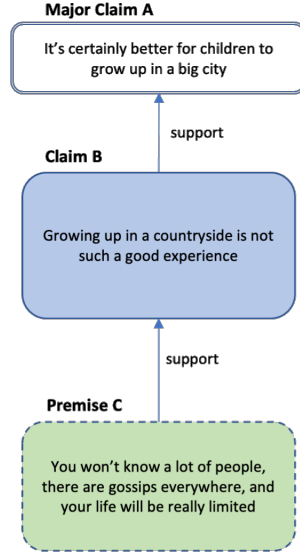 Major Claim A
It's certainly better for children to
grow up in a big city
support
Claim B
Growing up in a countryside is not
such a good experience
support
Premise C
You won't know a lot of people,
there are gossips everywhere, and
your life will be really limited